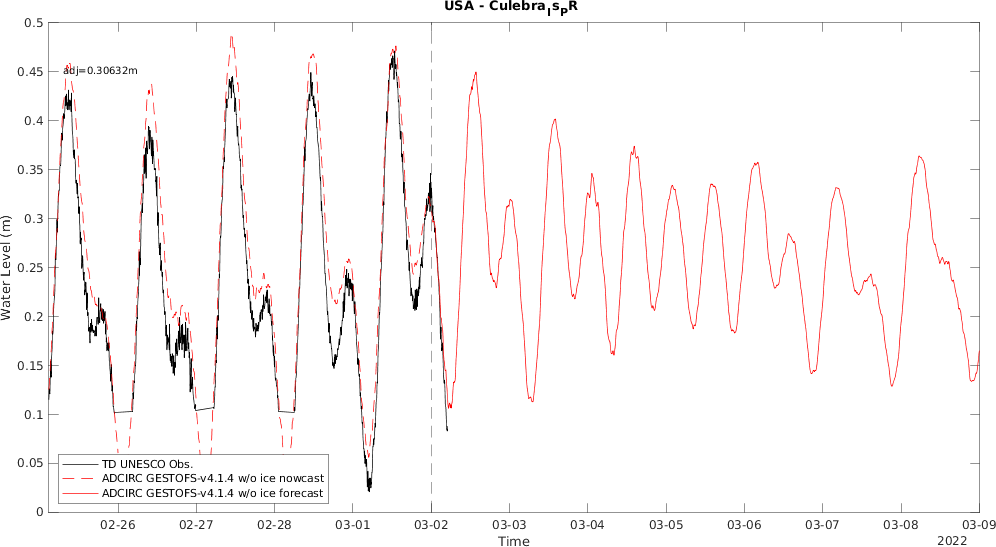 USA - Culebra_Is_PR
0.5
0.45
adj=0.30632m
0.4
0.35
0.3
0.25
0.2
0.15
0.1
0.05
0
Water Level (m)
TD UNESCO Obs.
ADCIRC GESTOFS-v4.1.4 w/o ice nowcast
ADCIRC GESTOFS-v4.1.4 w/o ice forecast
02-26 02-27 02-28 03-01 03-02 03-03 03-04 03-05 03-06 03-07 03-08 03-09
Time
2022